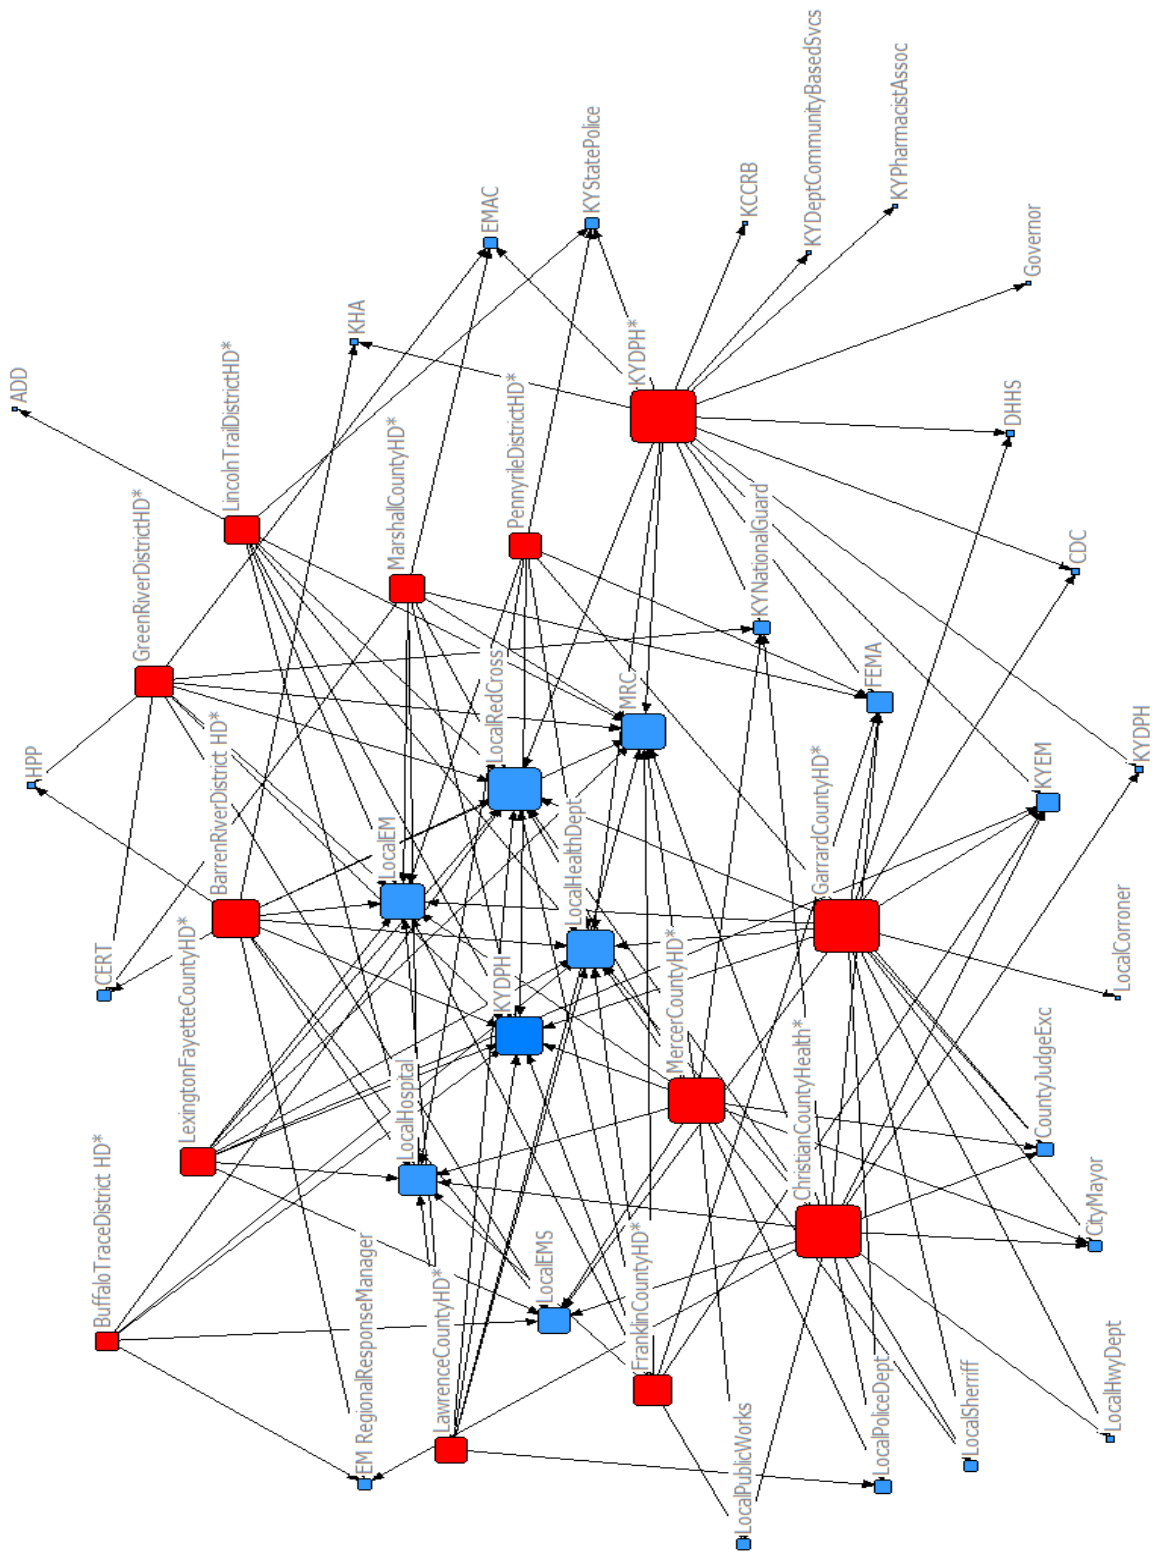 ADD
LincolnTrailDistrictHD*
GreenRiverDistrictHD*
HPP
BarrenRiverDistrict HD*
CERT
LexingtonFayetteCountyHD*
BuffaloTraceDistrict HD*
EMAC
KHA
KYStatePolice
KCCRB
KYDeptCommunityBasedSvcs
KYPharmacistAssoc
Governor
KYDPH*
MarshallCountyHD*
PennyrileDistrictHD*
DHHS
CDC
KYNationalGuard
FEMA
LocalRedCross
MRC
LocalEM
LocalHealthDept
KYDPH
KYEM
KYDPH
GarrardCountyHD*
LocalCorroner
MercerCountyHD*
LocalHospital
ChristianCountyHealth*
CountyJudgeExc
CityMayor
LocalEMS
EM RegionalResponseManager
LawrenceCountyHD*
FrankinCountyHD*
LocalPublicWorks
LocalPoliceDept
LocalSherriff
LocalHwyDept